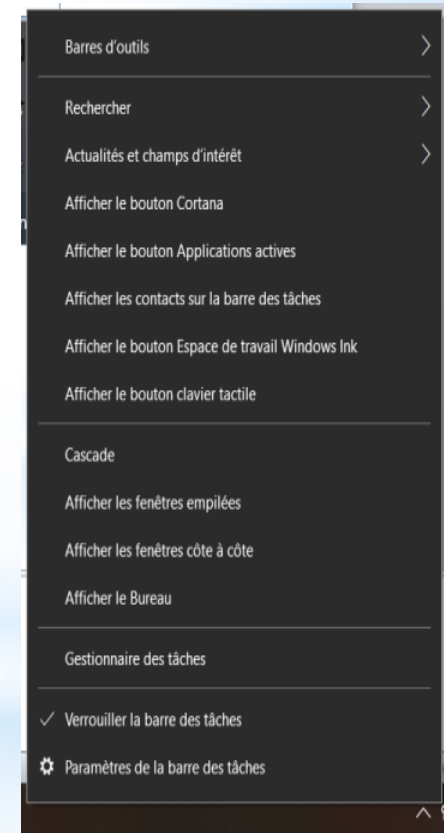 Barres d'outils
Rechercher
Actualités et champs d'intérêt
Afficher le bouton Cortana
Afficher le bouton Applications actives
Afficher les contacts sur la barre des tâches
Afficher le bouton Espace de travail Windows Ink
Afficher le bouton clavier tactile
Cascade
Afficher les fenêtres empilées
Afficher les fenêtres côte à côte
Afficher le Bureau
Gestionnaire des tâches
Verrouiller la barre des tâches
Paramètres de la barre des tâches